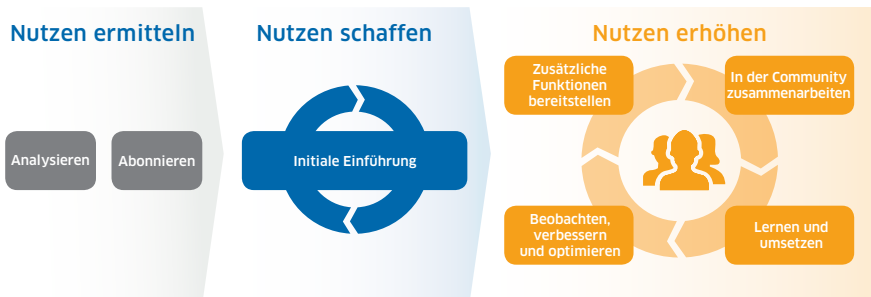 Nutzen ermitteln
Nutzen schaffen
Nutzen erhöhen
Analysieren
Abonnieren
Initiale Einführung
Zusätzliche
Funktionen
bereitstellen
In der Community
zusammenarbeiten
Beobachten,
verbessern
und optimieren
Lernen und
umsetzen